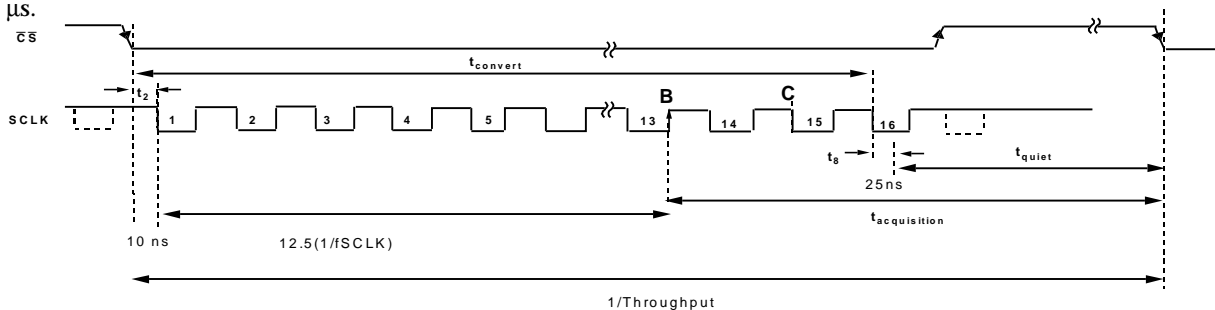 μs.
CS
tconvert
t2
B
C
SCLK
1 2 3 4 5 13 14 15 16
t8
tquiet
25ns
tacquisition
10 ns
12.5(1/fSCLK)
1/Throughput